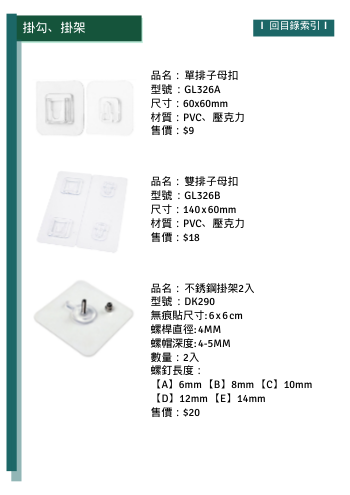 掛勾、掛架
回目錄索引
品名：單排子母扣
型號：GL326A
尺寸：60x60mm
材質：PVC、壓克力
售價：$9
品名：雙排子母扣
型號：GL326B
尺寸：140x60mm
材質：PVC、壓克力
售價：$18
品名：不銹鋼掛架2入
型號：DK290
無痕貼尺寸:6x6cm
螺桿直徑:4MM
螺帽深度:4-5MM
數量：2入
螺釘長度：
【A】6mm【B】8mm【C】10mm
【D】12mm【E】14mm
售價：$20